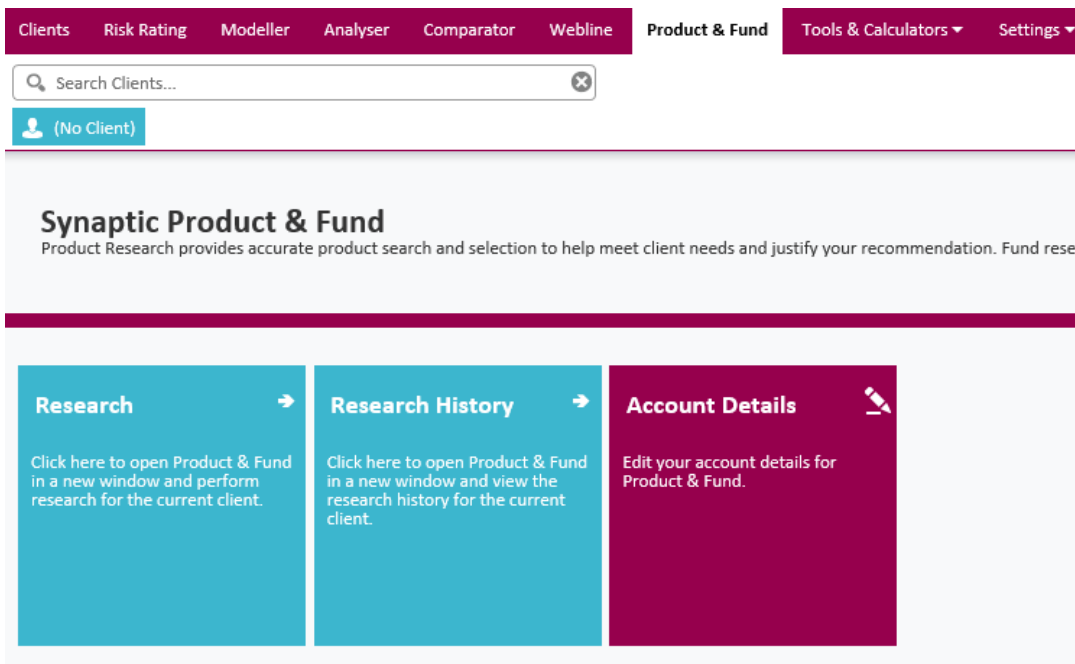 Clients Risk Rating Modeller Analyser Comparator Webline Product & Fund Tools & Calculators Settings
Search Clients...
(No Client)
Synaptic Product & Fund
Product Research provides accurate product search and selection to help meet client needs and justify your recommendation. Fund rese
Research
Click here to open Product & Fund
in a new window and perform
research for the current client.
Research History
Click here to open Product & Fund
in a new window and view the
research history for the current
client.
Account Details
Edit your account details for
Product & Fund.